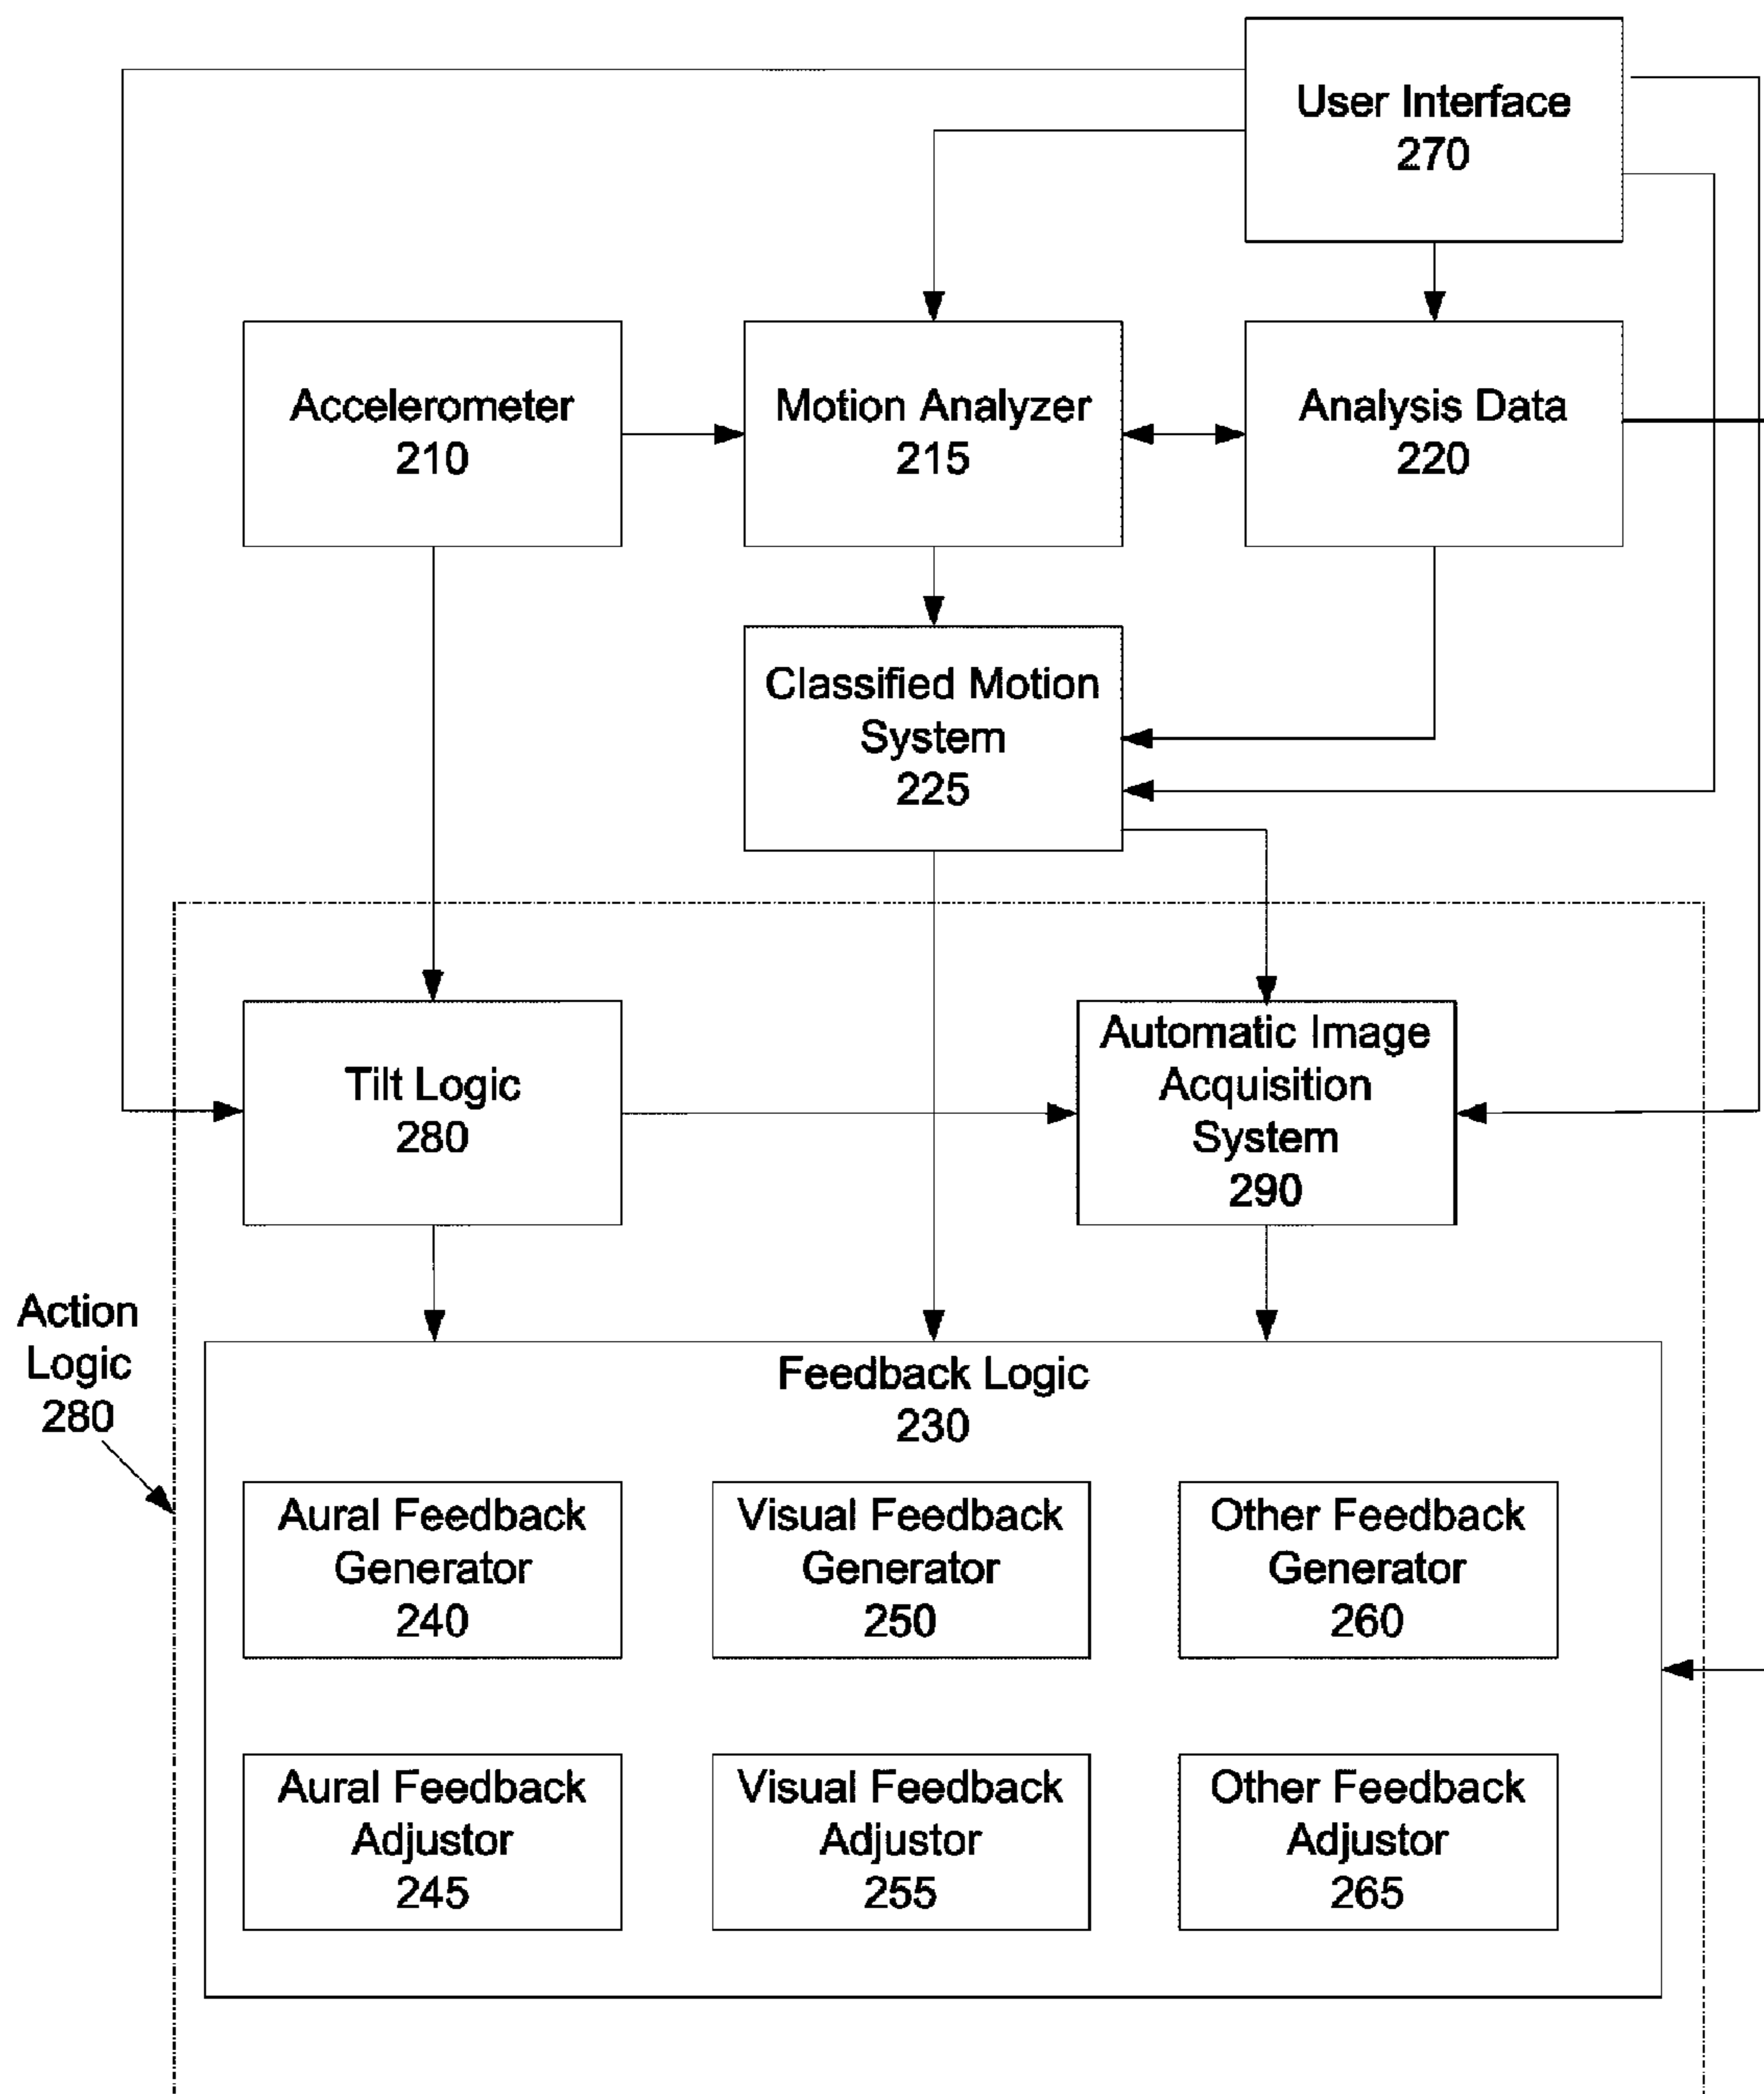 User Interface
270
Accelerometer
210
Motion Analyzer
215
Analysis Data
220
Classified Motion
System
225
Tilt Logic
280
Automatic Image
Acquisition
System
290
Action
Logic
280
Feedback Logic
230
Aural Feedback
Generator
240
Visual Feedback
Generator
250
Other Feedback
Generator
260
Aural Feedback
Adjustor
245
Visual Feedback
Adjustor
255
Other Feedback
Adjustor
265